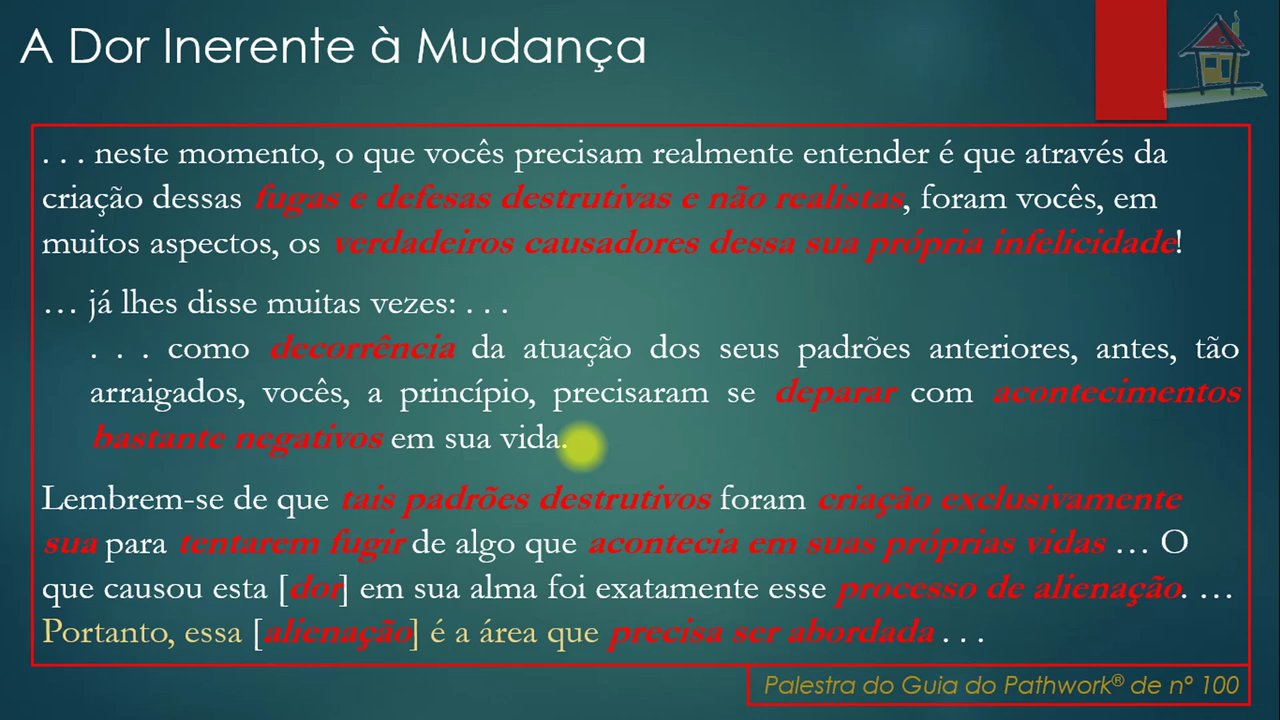 A Dor Inerente à Mudança
. . . neste momento, o que vocês precisam realmente entender é que através da
criação dessas fugas e defesas destrutivas e não realistas, foram vocês, em
muitos aspectos, os verdadeiros causadores dessa sua própria infelicidade!
... já lhes disse muitas vezes: . . .
. . . como decorrência da atuação dos seus padrões anteriores, antes, tão
arraigados, vocês, a princípio, precisaram se deparar com acontecimentos
bastante negativos em sua vida.
Lembrem-se de que tais padrões destrutivos foram criação exclusivamente
sua para tentarem fugir de algo que acontecia em suas próprias vidas ... O
que causou esta [dor] em sua alma foi exatamente esse processo de alienação. ...
Portanto, essa [alienação] é a área que precisa ser abordada . . .
Palestra do Guia do Pathwork® de nº 100